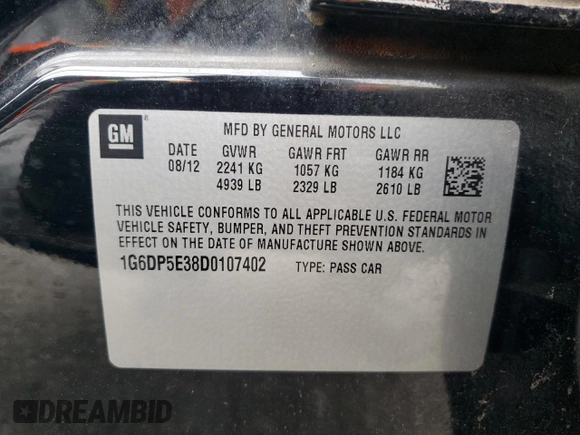 GM
MFD BY GENERAL MOTORS LLC
DATE GVWR GAWR FRT GAWR RR
08/12 2241 KG 1057 KG 1184 KG
4939 LB 2329 LB 2610 LB
THIS VEHICLE CONFORMS TO ALL APPLICABLE U.S. FEDERAL MOTOR
VEHICLE SAFETY, BUMPER, AND THEFT PREVENTION STANDARDS IN
EFFECT ON THE DATE OF MANUFACTURE SHOWN ABOVE.
1G6DP5E38D0107402 TYPE: PASS CAR
DREAMBID